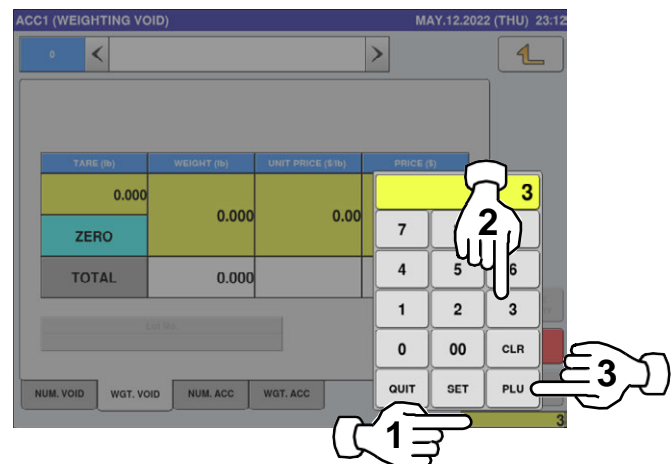 ACC1 (WEIGHTING VOID) MAY.12.2022 (THU) 23:12
0 < >
TARE (lb) WEIGHT (lb) UNIT PRICE ($/lb) PRICE ($)
0.000 0.000 0.00
ZERO
TOTAL 0.000
List No.
3
7
2
4 5 6
1 2 3
0 00 CLR
QUIT SET PLU
3
NUM. VOID WGT. VOID NUM. ACC WGT. ACC
1
3